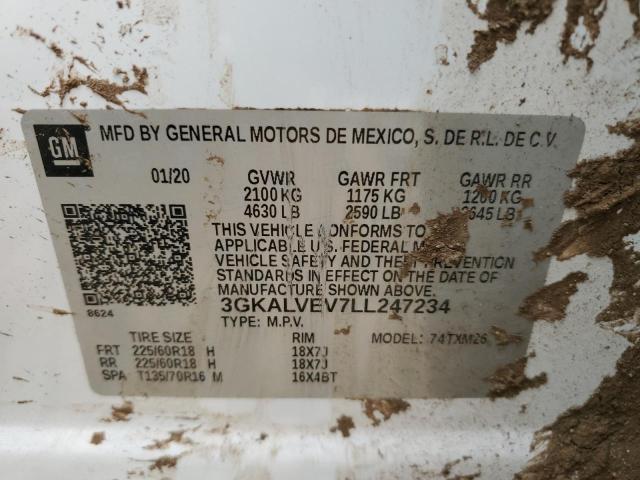 GM
MFD BY GENERAL MOTORS DE MEXICO, S. DE R.L. DE C.V
01/20 GVWR GAWR FRT GAWR RR
2100 KG 1175 KG 1200 KG
4630 LB 2590 LB 2645 LB
THIS VEHICLE CONFORMS TO
APPLICABLE U.S. FEDERAL M
VEHICLE SAFETY AND THEFT PREVENTION
STANDARDS IN EFFECT ON THE DATE OF
MANUFACTURE SHOWN ABOVE.
3GKALVEV7LL247234
8624
TYPE: M.P.V.
TIRE SIZE RIM MODEL: 74TXM26
FRT 225/60R18 H 18X7J
RR 225/60R18 H 18X7J
SPA T135/70R16 M 16X4BT